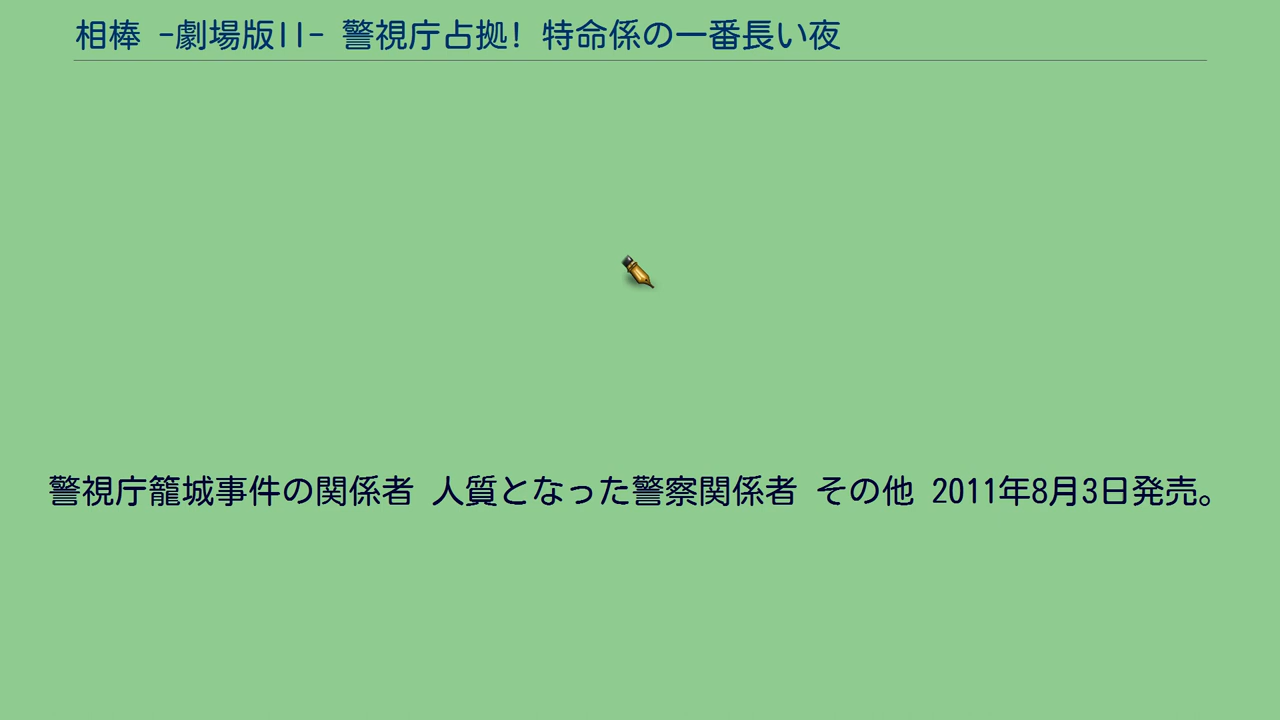 相棒 -劇場版II- 警視庁占拠! 特命係の一番長い夜
警視庁籠城事件の関係者 人質となった警察関係者 その他 2011年8月3日発売。